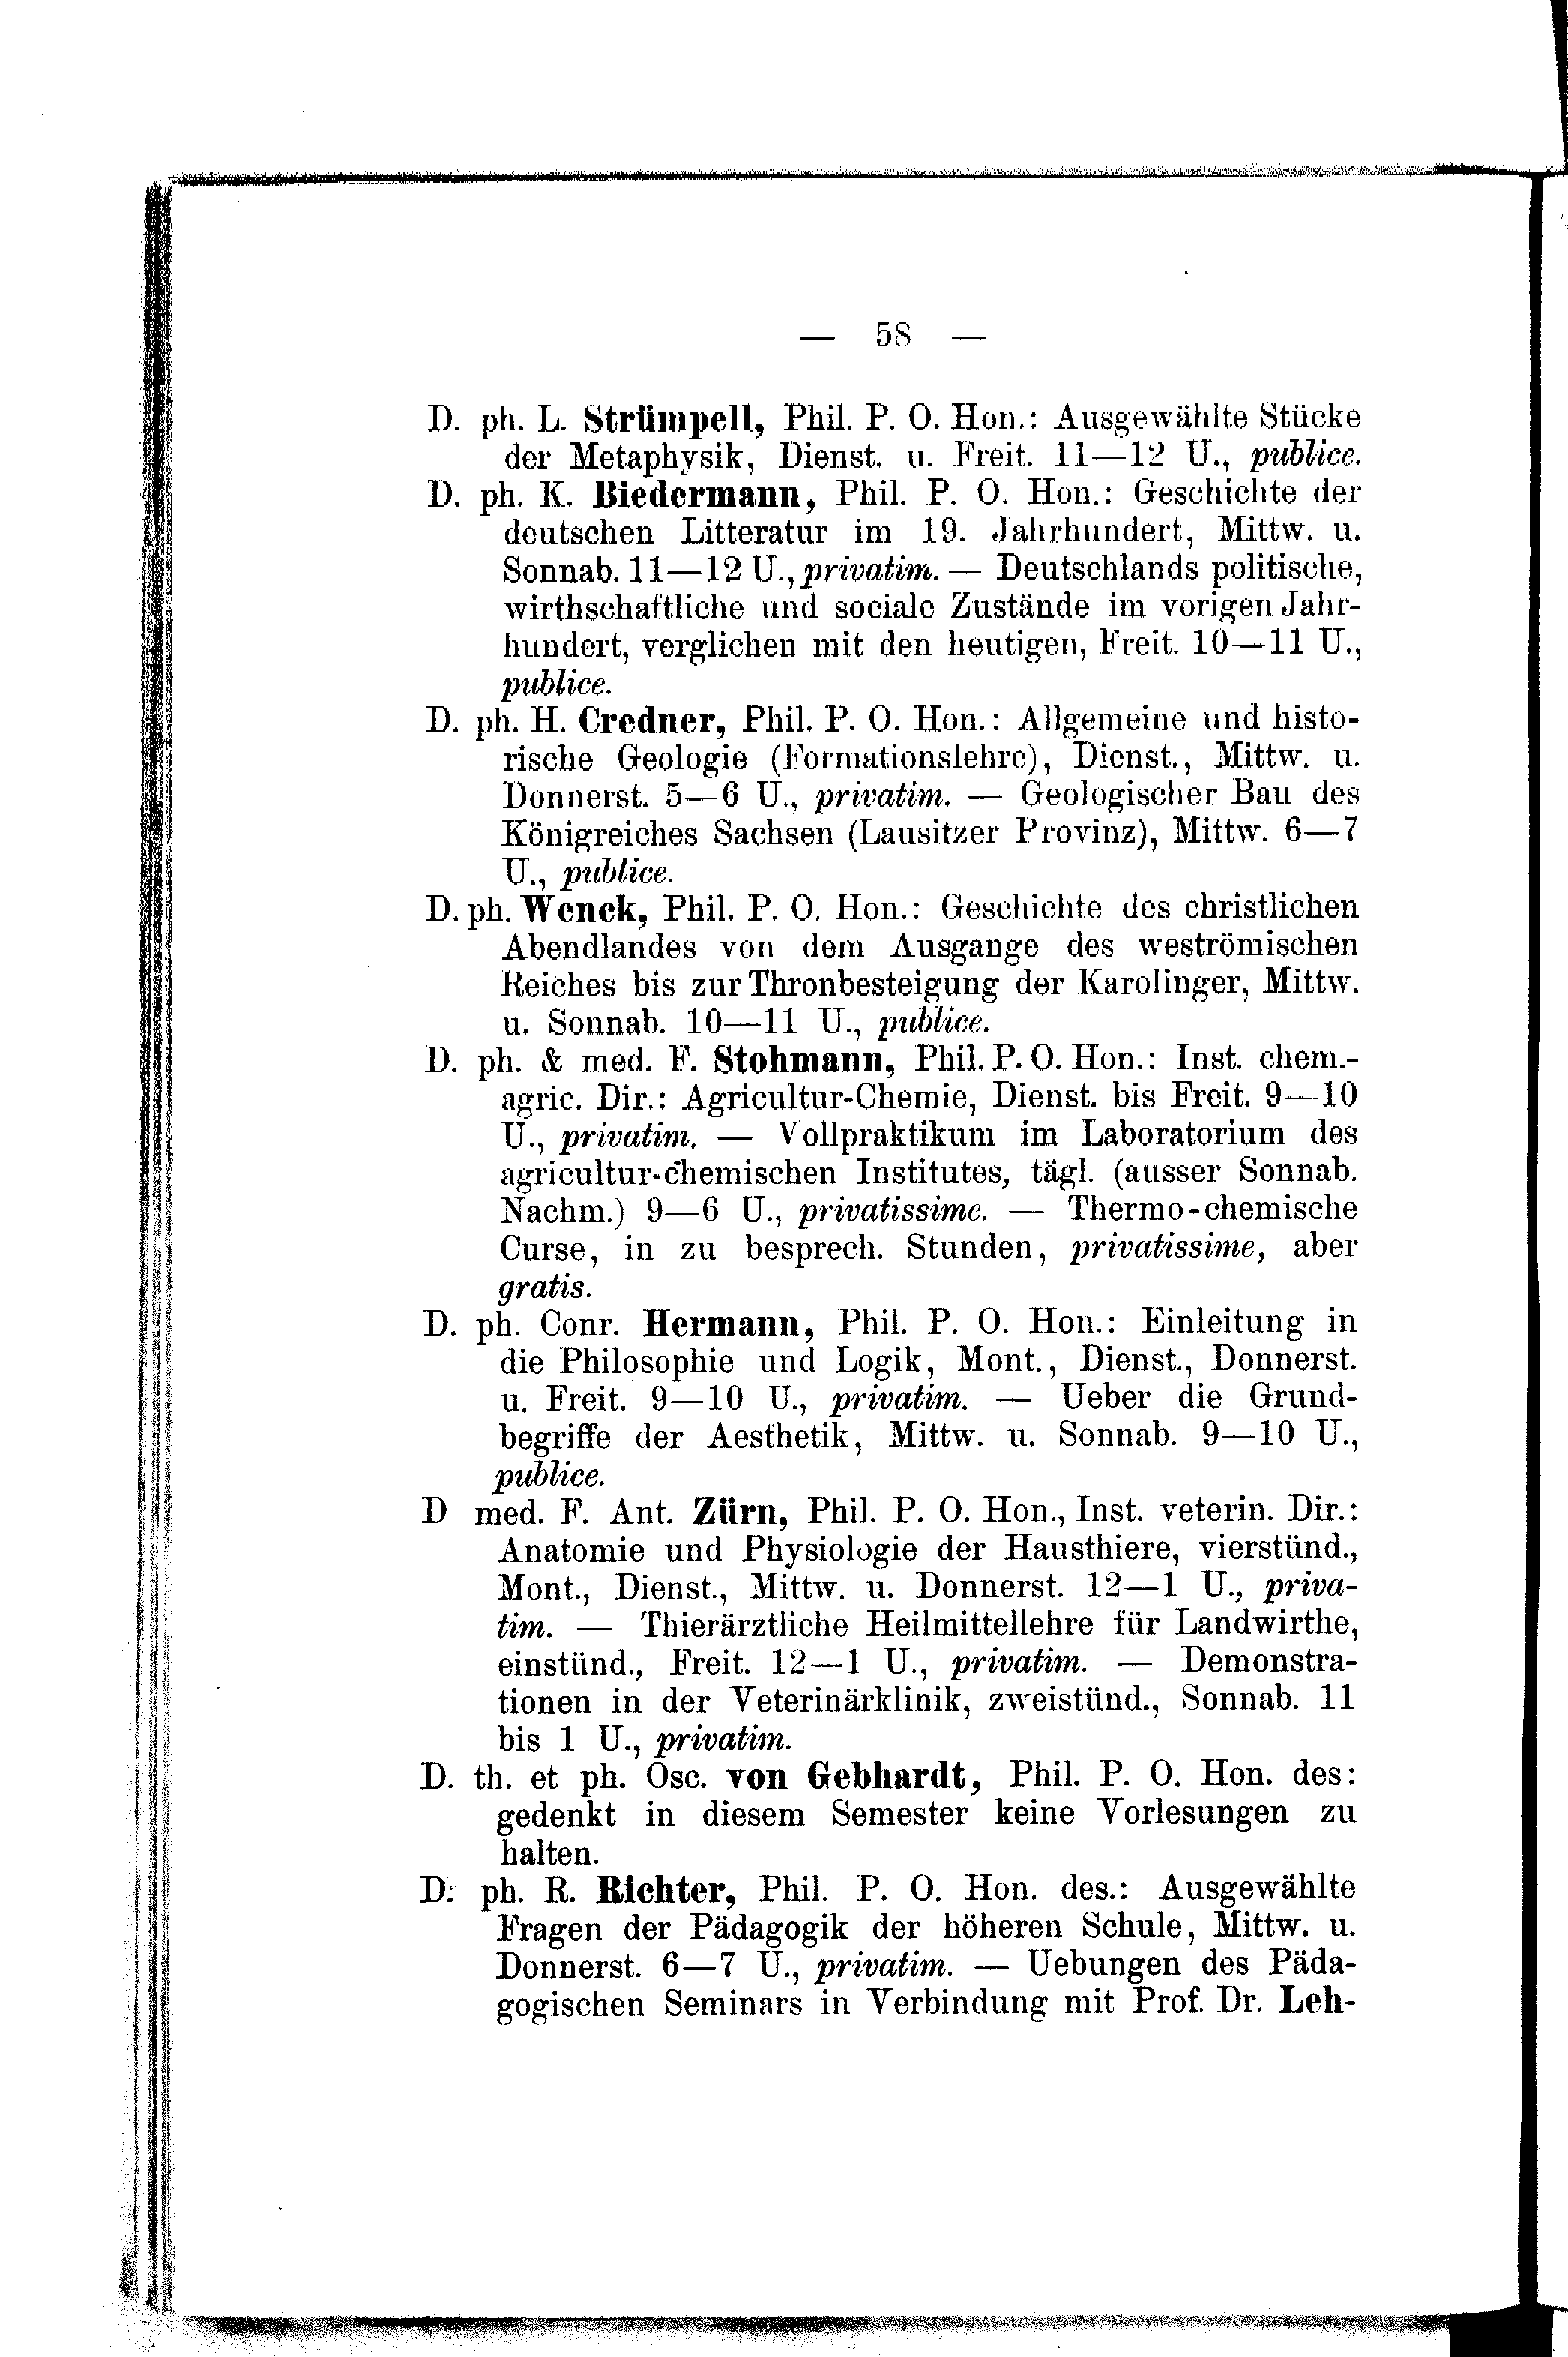 — 58 —
D. ph. L. Strümpell, Phil. P. O. Hon.: Ausgewählte Stücke
der Metaphysik, Dienst. u. Freit. 11—12 U., publice.
D. ph. K. Biedermann, Phil. P. O. Hon.: Geschichte der
deutschen Litteratur im 19. Jahrhundert, Mittw. u.
Sonnab. 11—12 U., privatim. — Deutschlands politische,
wirthschaftliche und sociale Zustände im vorigen Jahr-
hundert, verglichen mit den heutigen, Freit. 10—11 U.,
publice.
D. ph. H. Credner, Phil. P. O. Hon.: Allgemeine und histo-
rische Geologie (Formationslehre), Dienst., Mittw. u.
Donnerst. 5—6 U., privatim. — Geologischer Bau des
Königreiches Sachsen (Lausitzer Provinz), Mittw. 6—7
U., publice.
D. ph. Wenck, Phil. P. O. Hon.: Geschichte des christlichen
Abendlandes von dem Ausgange des weströmischen
Reiches bis zur Thronbesteigung der Karolinger, Mittw.
u. Sonnab. 10—11 U., publice.
D. ph. & med. F. Stohmann, Phil. P. O. Hon.: Inst. chem.-
agric. Dir.: Agricultur-Chemie, Dienst. bis Freit. 9—10
U., privatim. — Vollpraktikum im Laboratorium des
agricultur-chemischen Institutes, tägl. (ausser Sonnab.
Nachm.) 9—6 U., privatissime. — Thermo-chemische
Curse, in zu besprech. Stunden, privatissime, aber
gratis.
D. ph. Conr. Hermann, Phil. P. O. Hon.: Einleitung in
die Philosophie und Logik, Mont., Dienst., Donnerst.
u. Freit. 9—10 U., privatim. — Ueber die Grund-
begriffe der Aesthetik, Mittw. u. Sonnab. 9—10 U.,
publice.
D med. F. Ant. Zürn, Phil. P. O. Hon., Inst. veterin. Dir.:
Anatomie und Physiologie der Hausthiere, vierstünd.,
Mont., Dienst., Mittw. u. Donnerst. 12—1 U., priva-
tim. — Thierärztliche Heilmittellehre für Landwirthe,
einstünd., Freit. 12—1 U., privatim. — Demonstra-
tionen in der Veterinärklinik, zweistünd., Sonnab. 11
bis 1 U., privatim.
D. th. et ph. Osc. von Gebhardt, Phil. P. O. Hon. des:
gedenkt in diesem Semester keine Vorlesungen zu
halten.
D. ph. R. Richter, Phil. P. O. Hon. des.: Ausgewählte
Fragen der Pädagogik der höheren Schule, Mittw. u.
Donnerst. 6—7 U., privatim. — Uebungen des Päda-
gogischen Seminars in Verbindung mit Prof. Dr. Leh-